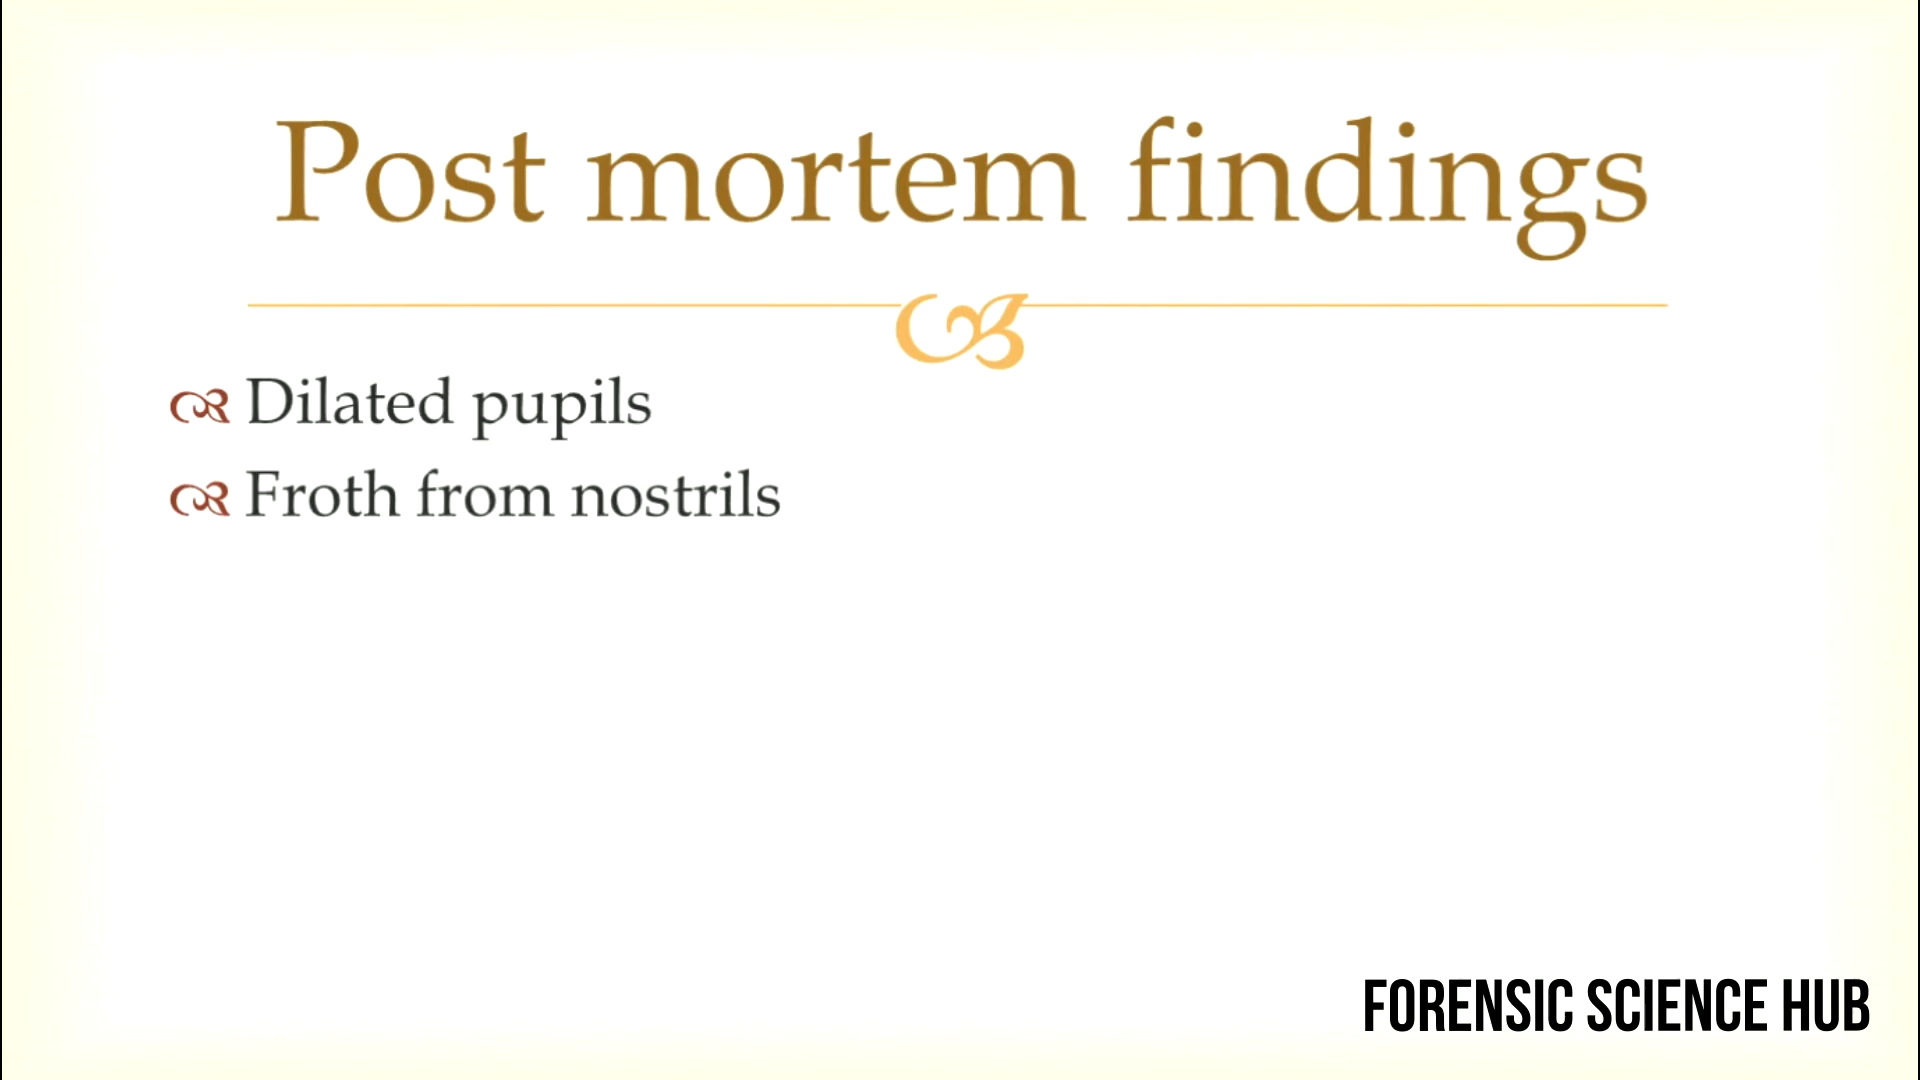 Post mortem findings
Dilated pupils
Froth from nostrils
FORENSIC SCIENCE HUB